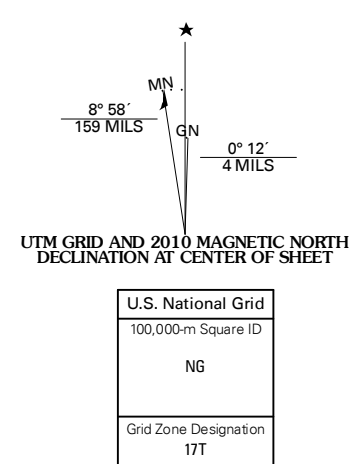 MN
8° 58´
159 MILS
GN
0° 12´
4 MILS
UTM GRID AND 2010 MAGNETIC NORTH
DECLINATION AT CENTER OF SHEET
U.S. National Grid
100,000-m Square ID
NG
Grid Zone Designation
17T